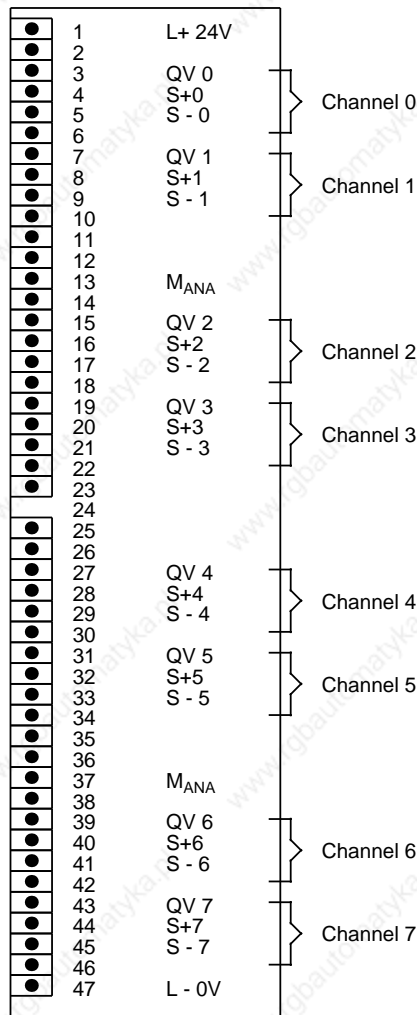 1 L+ 24V
2
3 QV 0
4 S+0 Channel 0
5 S - 0
6
7 QV 1
8 S+1 Channel 1
9 S - 1
10
11
12
13 MANA
14
15 QV 2
16 S+2 Channel 2
17 S - 2
18
19 QV 3
20 S+3 Channel 3
21 S - 3
22
23
24
25
26
27 QV 4
28 S+4 Channel 4
29 S - 4
30
31 QV 5
32 S+5 Channel 5
33 S - 5
34
35
36
37 MANA
38
39 QV 6
40 S+6 Channel 6
41 S - 6
42
43 QV 7
44 S+7 Channel 7
45 S - 7
46
47 L - 0V
www.rgbautomatyka.pl